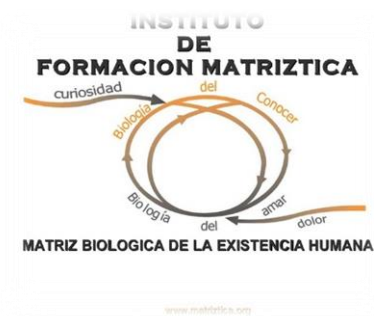 INSTITUTO
DE
FORMACION MATRIZTICA
curiosidad
Biología del Conocer
Biología del amar
dolor
MATRIZ BIOLOGICA DE LA EXISTENCIA HUMANA
www.matriztica.org